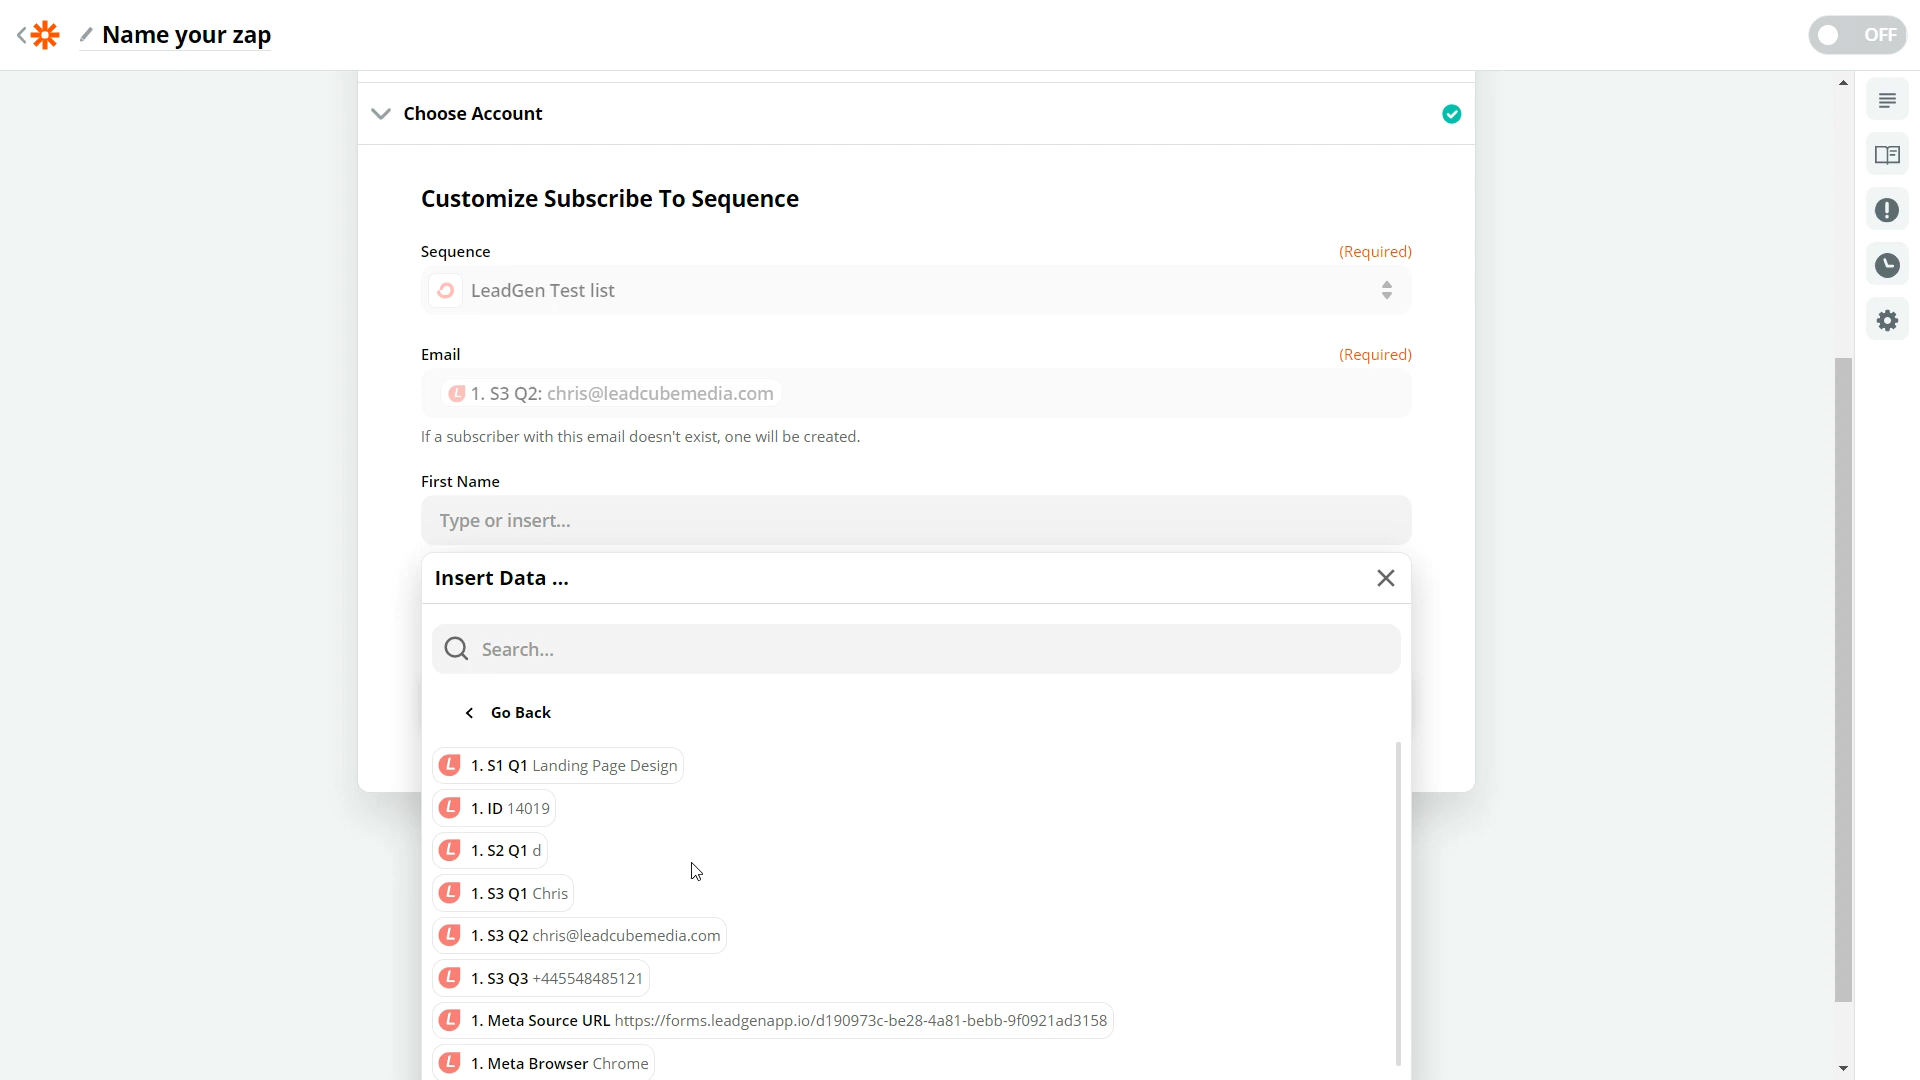 Name your zap
OFF
Choose Account
Customize Subscribe To Sequence
Sequence (Required)
LeadGen Test list
Email (Required)
1. S3 Q2: chris@leadcubemedia.com
If a subscriber with this email doesn't exist, one will be created.
First Name
Type or insert...
Insert Data ...
Search...
Go Back
1. S1 Q1 Landing Page Design
1. ID 14019
1. S2 Q1 d
1. S3 Q1 Chris
1. S3 Q2 chris@leadcubemedia.com
1. S3 Q3 +445548485121
1. Meta Source URL https://forms.leadgenapp.io/d190973c-be28-4a81-bebb-9f0921ad3158
1. Meta Browser Chrome